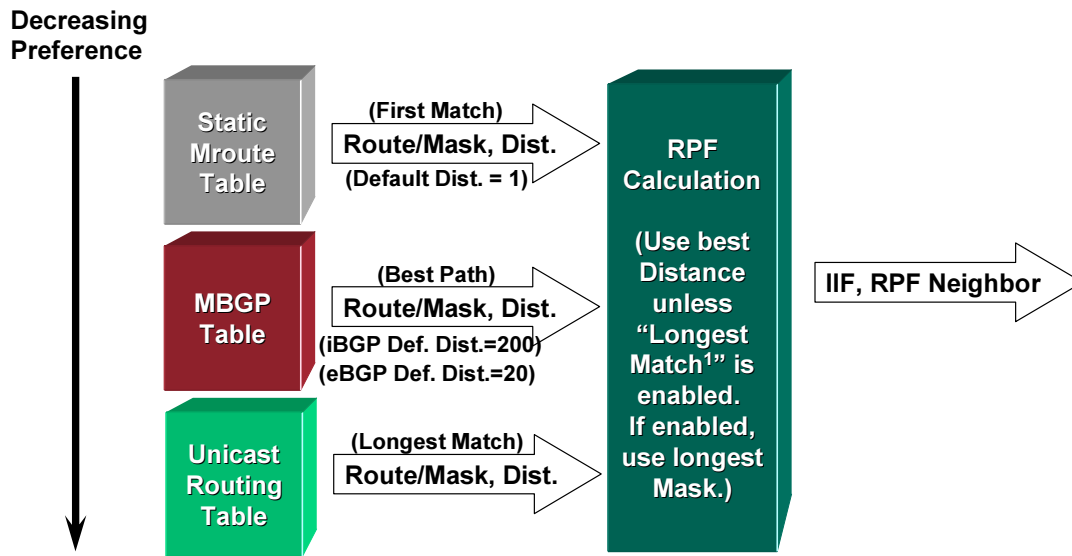 Decreasing
Preference
Static
Mroute
Table
(First Match)
Route/Mask, Dist.
(Default Dist. = 1)
MBGP
Table
(Best Path)
Route/Mask, Dist.
(iBGP Def. Dist.=200)
(eBGP Def. Dist.=20)
Unicast
Routing
Table
(Longest Match)
Route/Mask, Dist.
RPF
Calculation
(Use best
Distance
unless
“Longest
Match¹” is
enabled.
If enabled,
use longest
Mask.)
IIF, RPF Neighbor